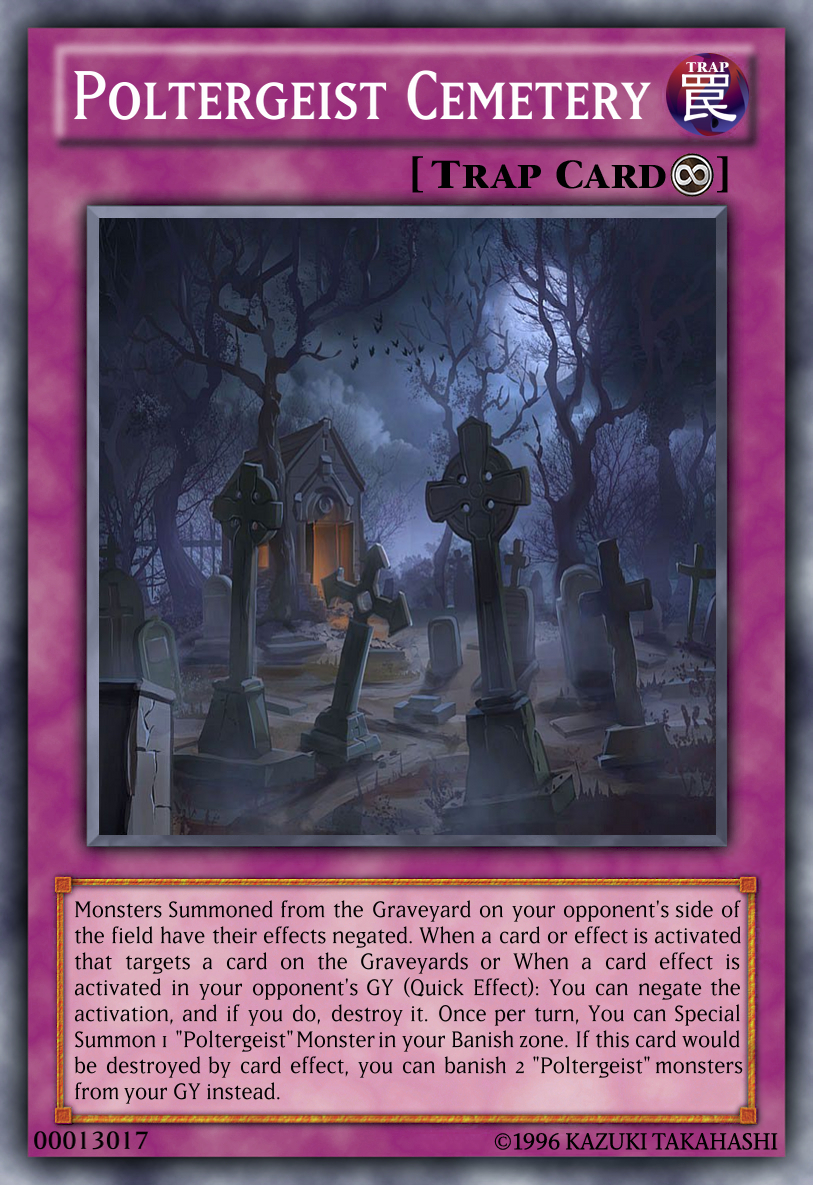 Poltergeist Cemetery
TRAP
罠
[Trap Card∞]
Monsters Summoned from the Graveyard on your opponent's side of
the field have their effects negated. When a card or effect is activated
that targets a card on the Graveyards or When a card effect is
activated in your opponent's GY (Quick Effect): You can negate the
activation, and if you do, destroy it. Once per turn, You can Special
Summon 1 "Poltergeist" Monster in your Banish zone. If this card would
be destroyed by card effect, you can banish 2 "Poltergeist" monsters
from your GY instead.
00013017
©1996 KAZUKI TAKAHASHI